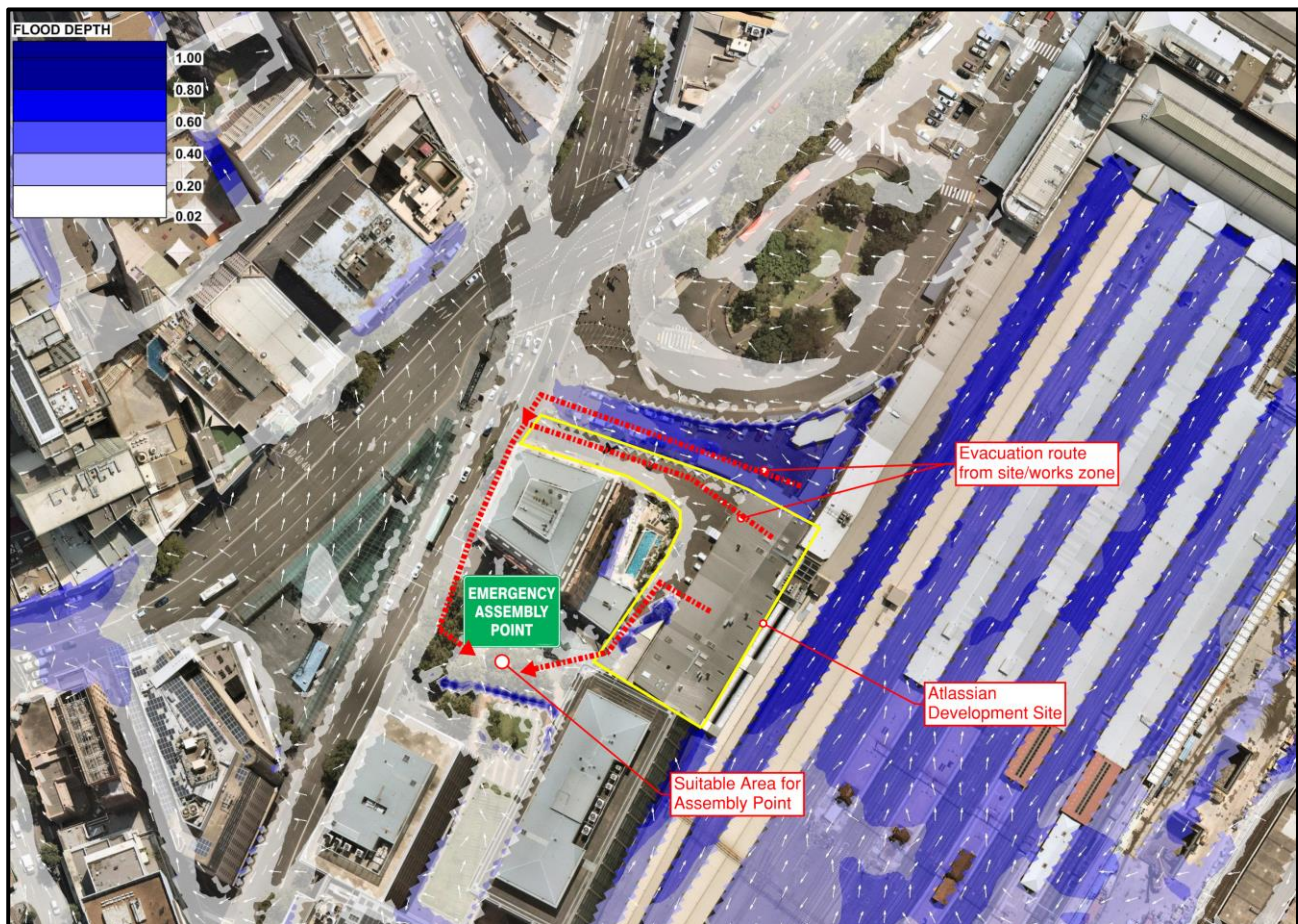 FLOOD DEPTH
1.00
0.80
0.60
0.40
0.20
0.02
Evacuation route
from site/works zone
EMERGENCY
ASSEMBLY
POINT
Atlassian
Development Site
Suitable Area for
Assembly Point